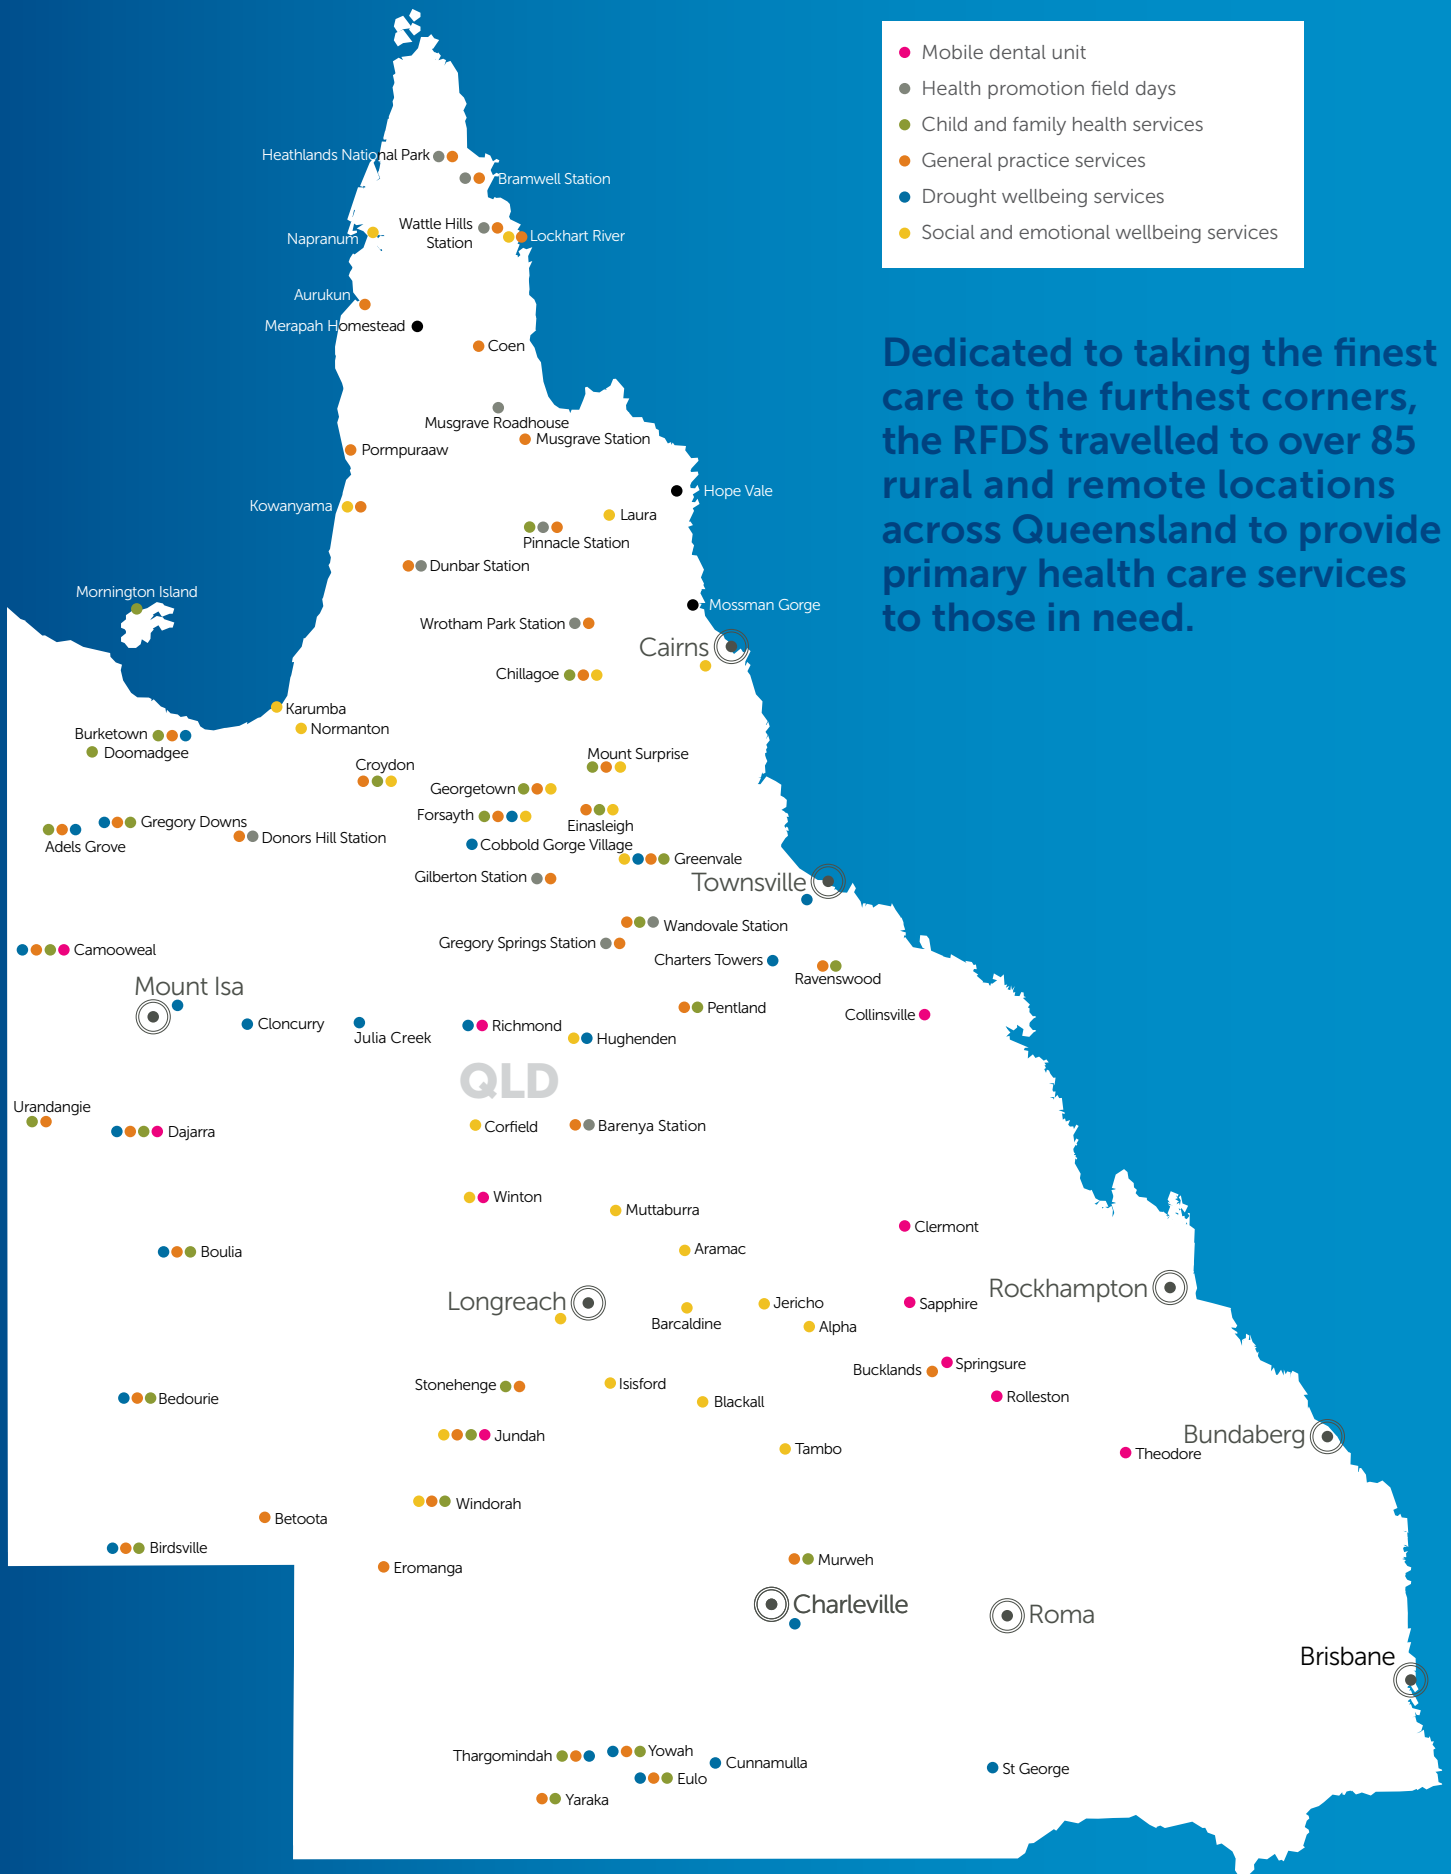 Mobile dental unit
Health promotion field days
Child and family health services
General practice services
Drought wellbeing services
Social and emotional wellbeing services
Dedicated to taking the finest
care to the furthest corners,
the RFDS travelled to over 85
rural and remote locations
across Queensland to provide
primary health care services
to those in need.
Heathlands National Park
Bramwell Station
Wattle Hills
Station
Lockhart River
Napranum
Aurukun
Merapah Homestead
Coen
Musgrave Roadhouse
Musgrave Station
Pormpuraaw
Hope Vale
Kowanyama
Laura
Pinnacle Station
Dunbar Station
Mornington Island
Mossman Gorge
Wrotham Park Station
Cairns
Chillagoe
Karumba
Normanton
Burketown
Doomadgee
Croydon
Mount Surprise
Georgetown
Forsayth
Einasleigh
Gregory Downs
Adels Grove
Donors Hill Station
Cobbold Gorge Village
Greenvale
Gilberton Station
Townsville
Wandovale Station
Gregory Springs Station
Camooweal
Charters Towers
Ravenswood
Mount Isa
Pentland
Collinsville
Cloncurry
Julia Creek
Richmond
Hughenden
QLD
Urandangie
Dajarra
Corfield
Barenya Station
Winton
Muttaburra
Clermont
Boulia
Aramac
Rockhampton
Longreach
Jericho
Sapphire
Barcaldine
Alpha
Bucklands
Springsure
Stonehenge
Isisford
Bedourie
Blackall
Rolleston
Jundah
Bundaberg
Tambo
Theodore
Windorah
Betoota
Birdsville
Eromanga
Murweh
Charleville
Roma
Brisbane
Thargomindah
Yowah
Cunnamulla
St George
Eulo
Yaraka